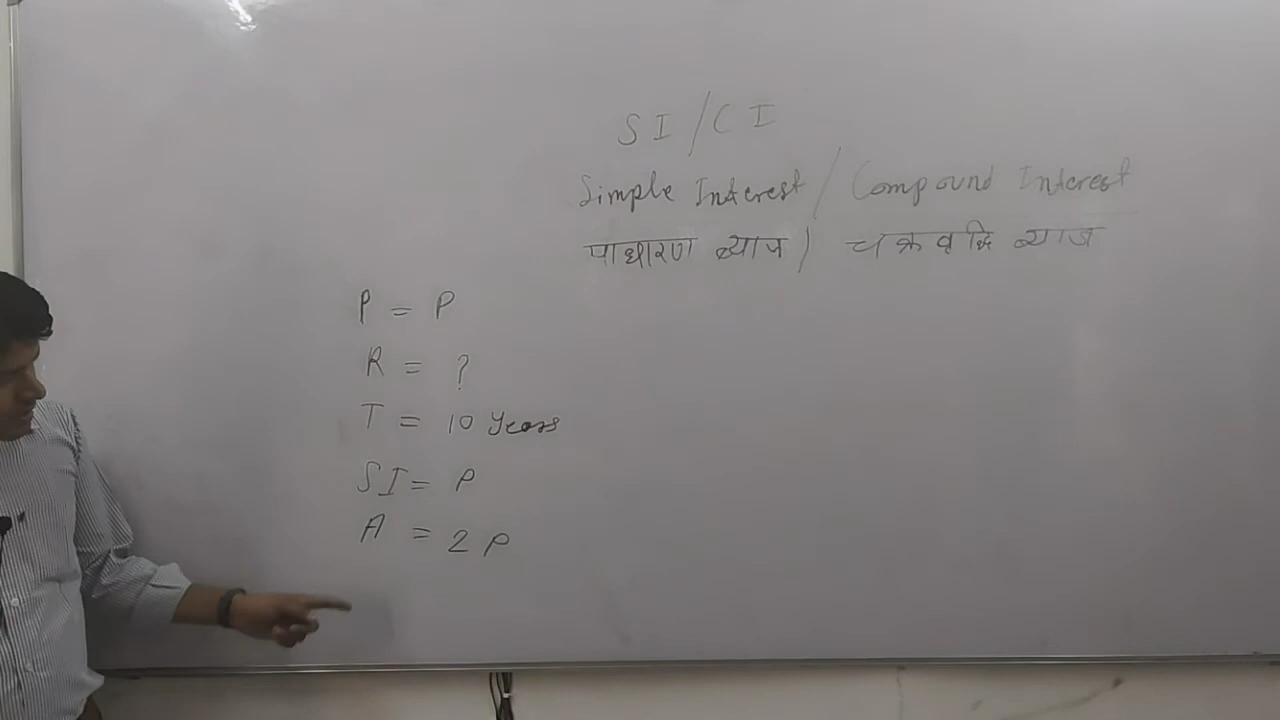 SI/CI
Simple Interest / Compound Interest
साधारण ब्याज / चक्रवृद्धि ब्याज
P = P
R = ?
T = 10 Years
SI = P
A = 2P